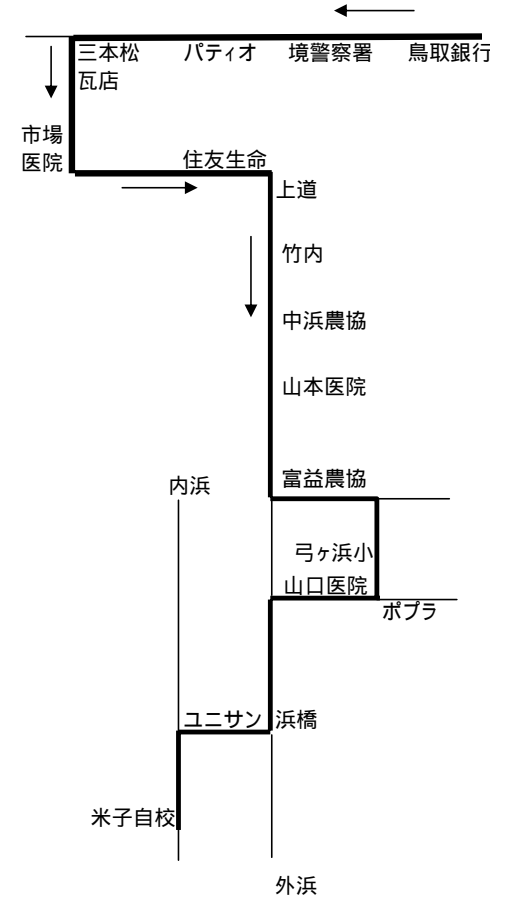 三本松
瓦店
パティオ
境警察署
鳥取銀行
市場
医院
住友生命
上道
竹内
中浜農協
山本医院
富益農協
内浜
弓ヶ浜小
山口医院
ポプラ
ユニサン
浜橋
米子自校
外浜